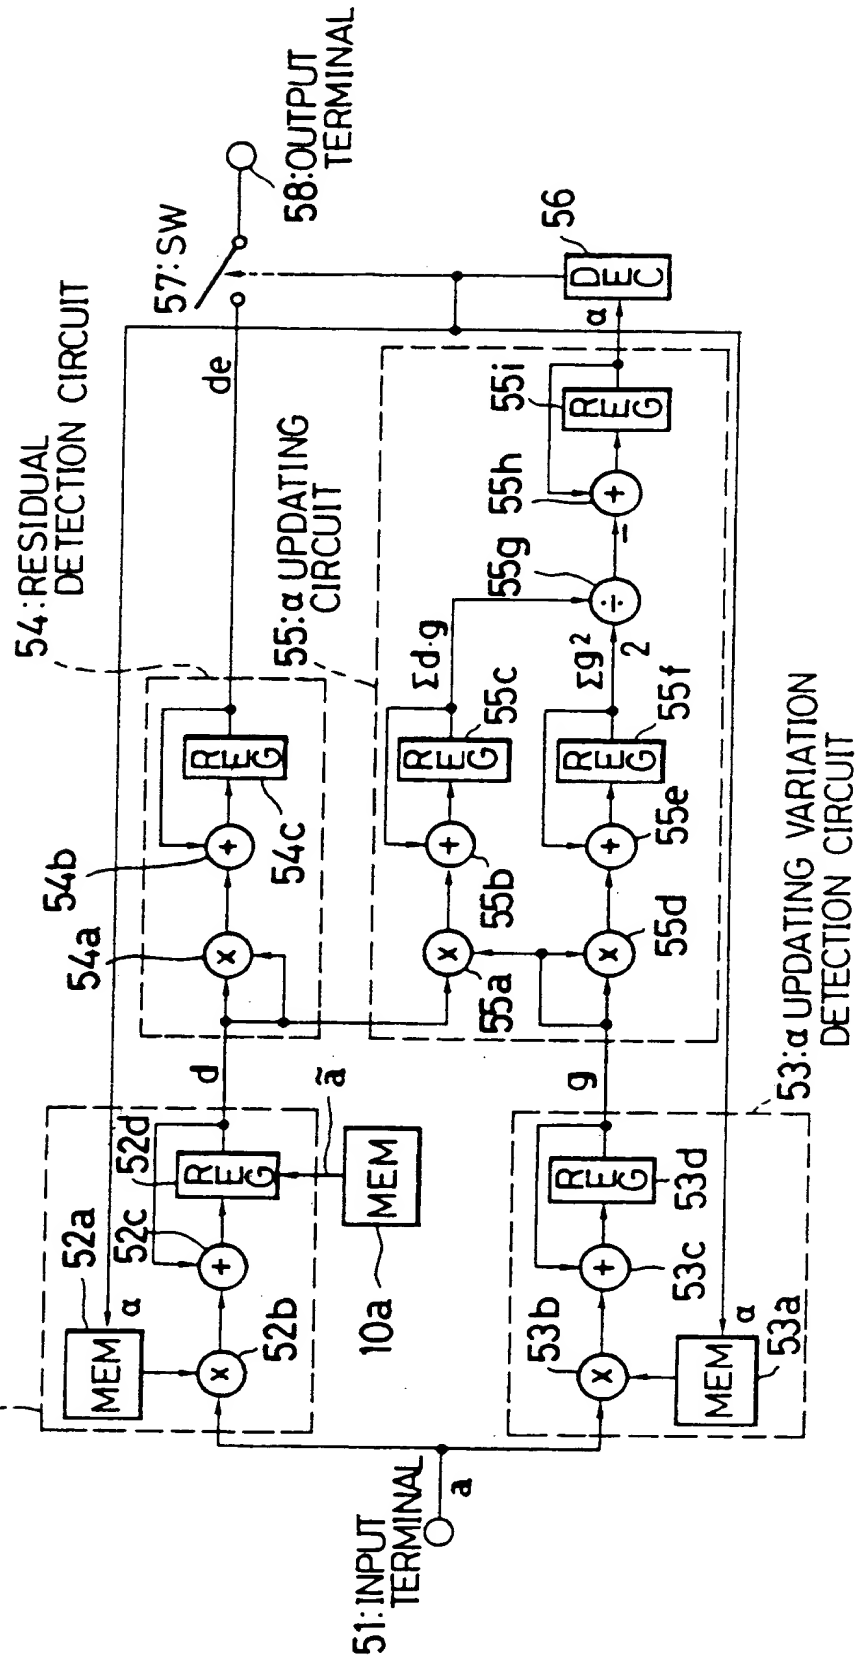 51:INPUT
TERMINAL
a
52a
MEM
α
52b
×
52c
+
52d
REG
10a
MEM
ã
d
53a
MEM
α
53b
×
53c
+
53d
REG
g
53:α UPDATING VARIATION
DETECTION CIRCUIT
54:RESIDUAL
DETECTION CIRCUIT
54a
×
54b
+
54c
REG
de
55:α UPDATING
CIRCUIT
55a
×
55b
+
55c
REG
Σd·g
55d
×
55e
+
55f
REG
Σg²
2
55g
÷
−
55h
+
55i
REG
α
56
DEC
57:SW
58:OUTPUT
TERMINAL